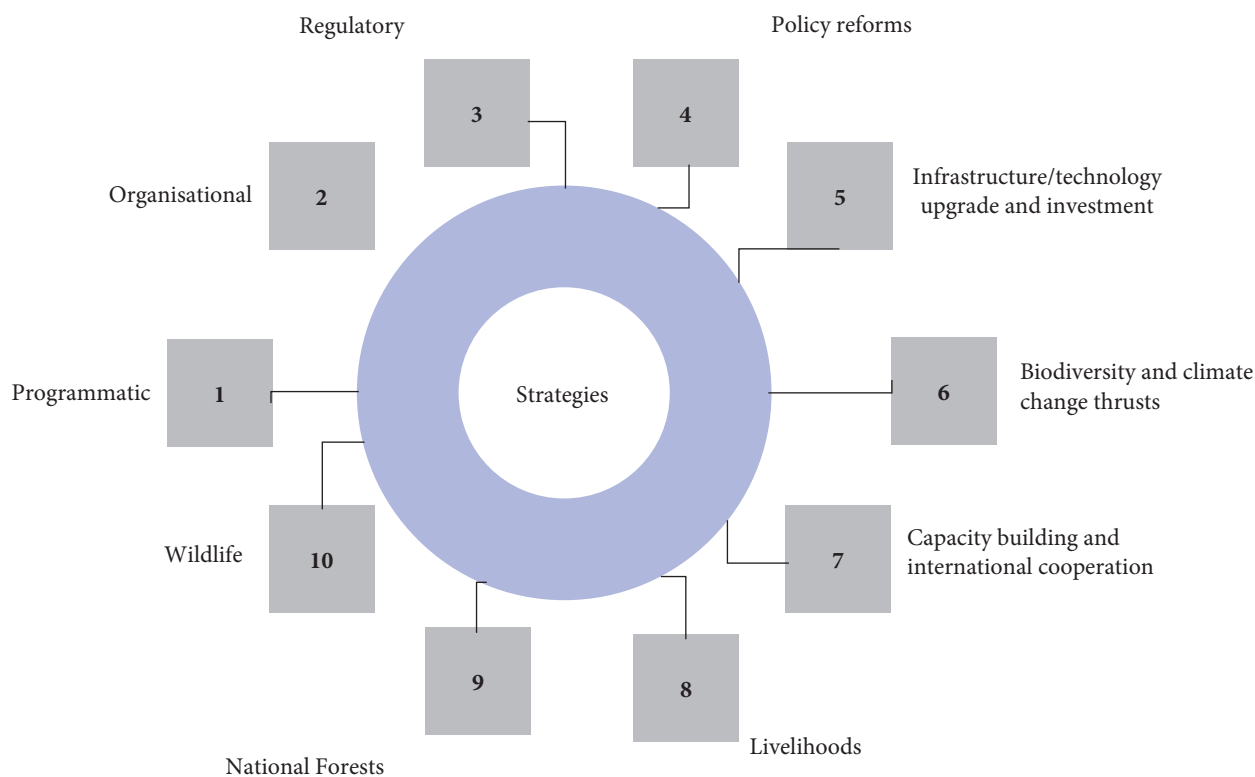 Regulatory
Policy reforms
3
4
Organisational
2
5
Infrastructure/technology
upgrade and investment
Programmatic
1
Strategies
6
Biodiversity and climate
change thrusts
Wildlife
10
7
Capacity building and
international cooperation
9
8
National Forests
Livelihoods